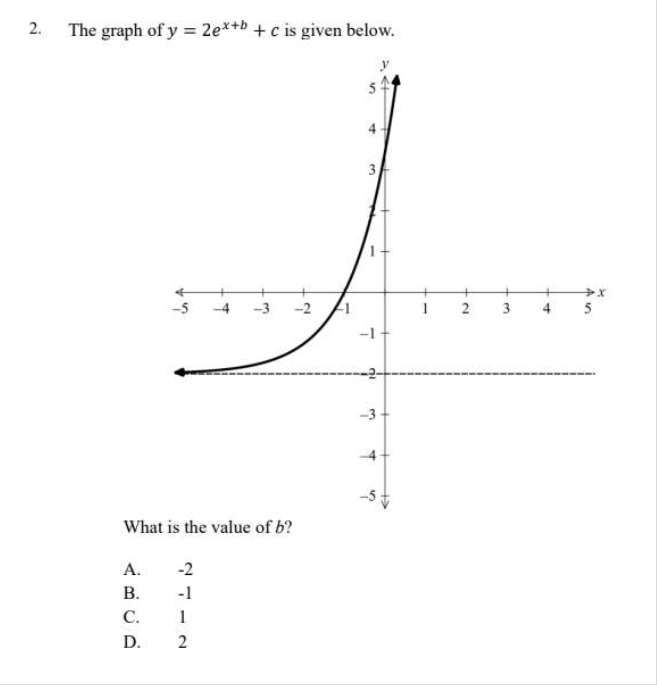 2. The graph of y = 2eˣ⁺ᵇ + c is given below.
y
5
4
3
2
1
x
-5 -4 -3 -2 -1 1 2 3 4 5
-1
-2
-3
-4
-5
What is the value of b?
A. -2
B. -1
C. 1
D. 2